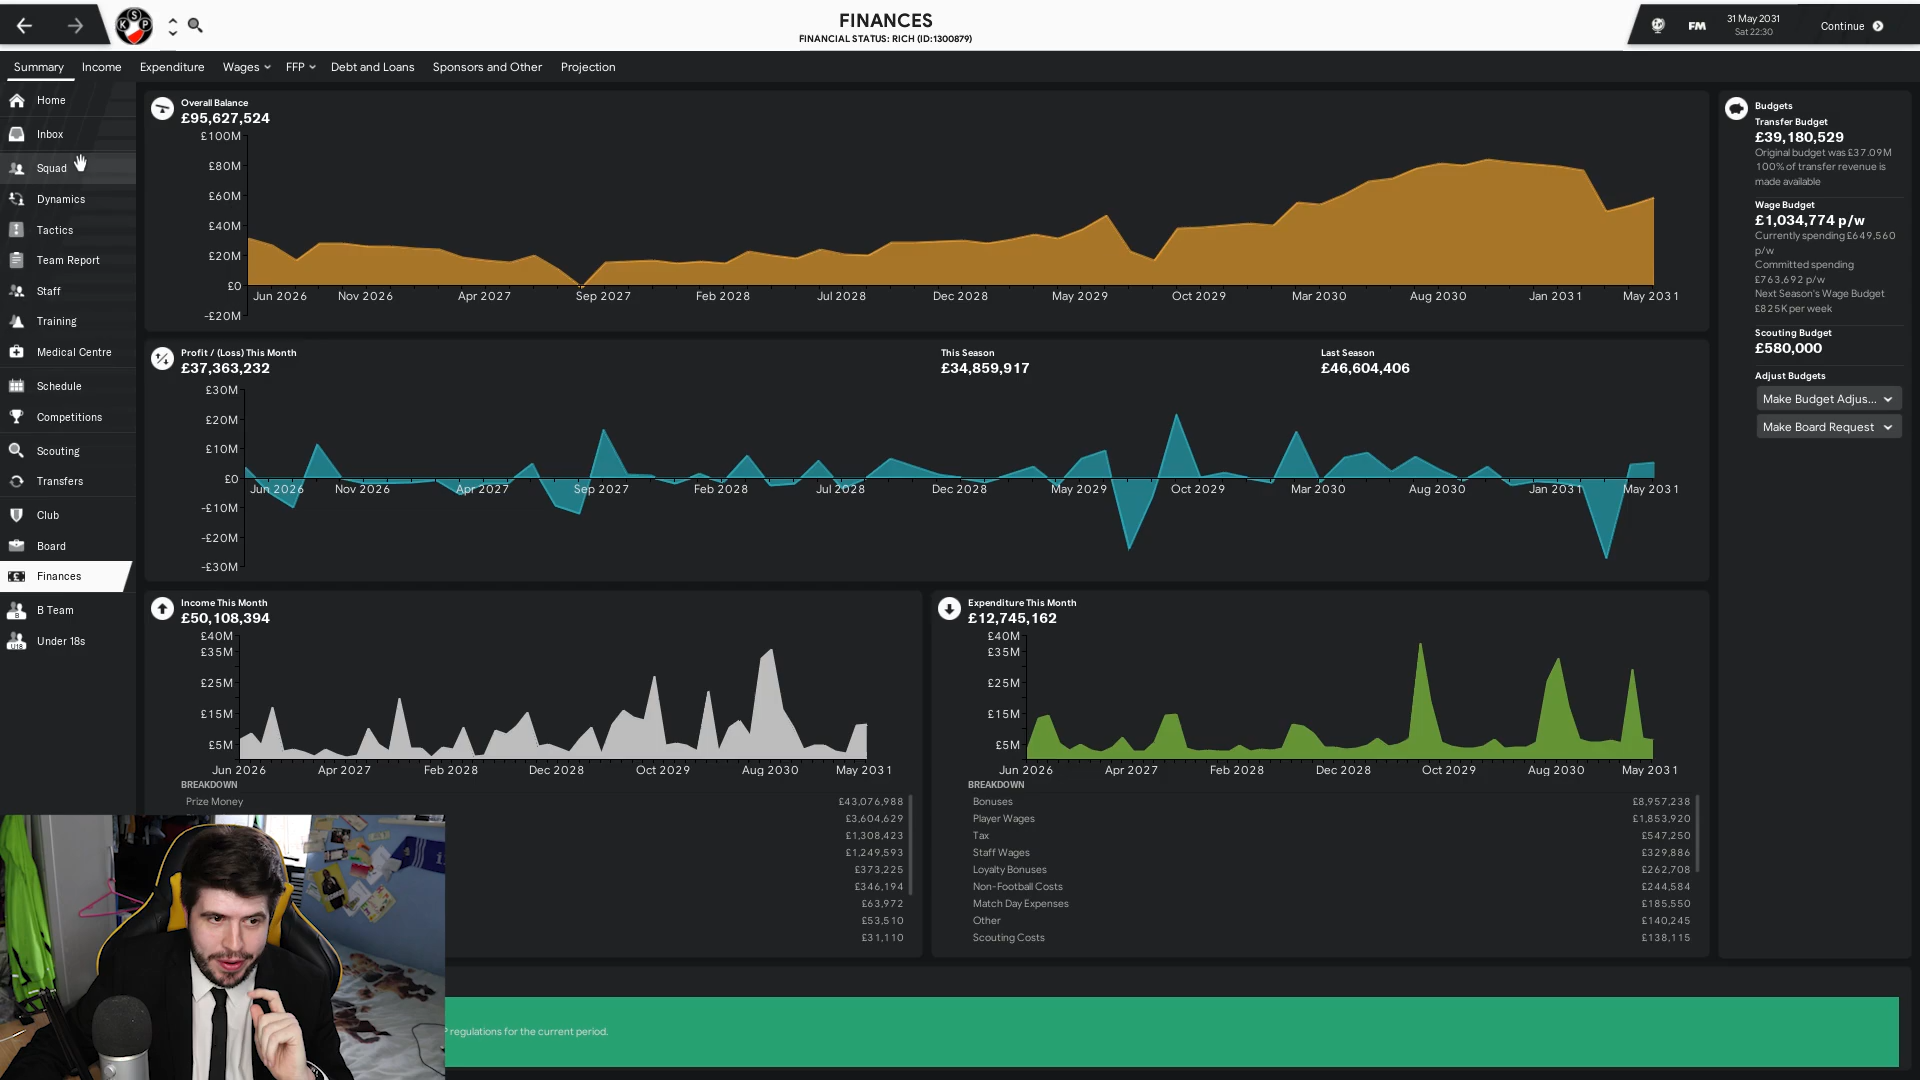 FINANCES
FINANCIAL STATUS: RICH (ID:1300879)
KSP
FM
31 May 2031
Sat 22:30
Continue
Summary
Income
Expenditure
Wages
FFP
Debt and Loans
Sponsors and Other
Projection
Home
Inbox
Squad
Dynamics
Tactics
Team Report
Staff
Training
Medical Centre
Schedule
Competitions
Scouting
Transfers
Club
Board
Finances
B Team
Under 18s
Overall Balance
£95,627,524
£100M
£80M
£60M
£40M
£20M
£0
-£20M
Jun 2026
Nov 2026
Apr 2027
Sep 2027
Feb 2028
Jul 2028
Dec 2028
May 2029
Oct 2029
Mar 2030
Aug 2030
Jan 2031
May 2031
Profit / (Loss) This Month
£37,363,232
This Season
£34,859,917
Last Season
£46,604,406
£30M
£20M
£10M
£0
-£10M
-£20M
-£30M
Jun 2026
Nov 2026
Apr 2027
Sep 2027
Feb 2028
Jul 2028
Dec 2028
May 2029
Oct 2029
Mar 2030
Aug 2030
Jan 2031
May 2031
Income This Month
£50,108,394
£40M
£35M
£25M
£15M
£5M
Jun 2026
Apr 2027
Feb 2028
Dec 2028
Oct 2029
Aug 2030
May 2031
BREAKDOWN
Prize Money £43,076,988
£3,604,629
£1,308,423
£1,249,593
£373,225
£346,194
£63,972
£53,510
£31,110
Expenditure This Month
£12,745,162
£40M
£35M
£25M
£15M
£5M
Jun 2026
Apr 2027
Feb 2028
Dec 2028
Oct 2029
Aug 2030
May 2031
BREAKDOWN
Bonuses £8,957,238
Player Wages £1,853,920
Tax £547,250
Staff Wages £329,886
Loyalty Bonuses £262,708
Non-Football Costs £244,584
Match Day Expenses £185,550
Other £140,245
Scouting Costs £138,115
regulations for the current period.
Budgets
Transfer Budget
£39,180,529
Original budget was £37.09M
100% of transfer revenue is
made available
Wage Budget
£1,034,774 p/w
Currently spending £649,560
p/w
Committed spending
£763,692 p/w
Next Season's Wage Budget
£825K per week
Scouting Budget
£580,000
Adjust Budgets
Make Budget Adjus...
Make Board Request